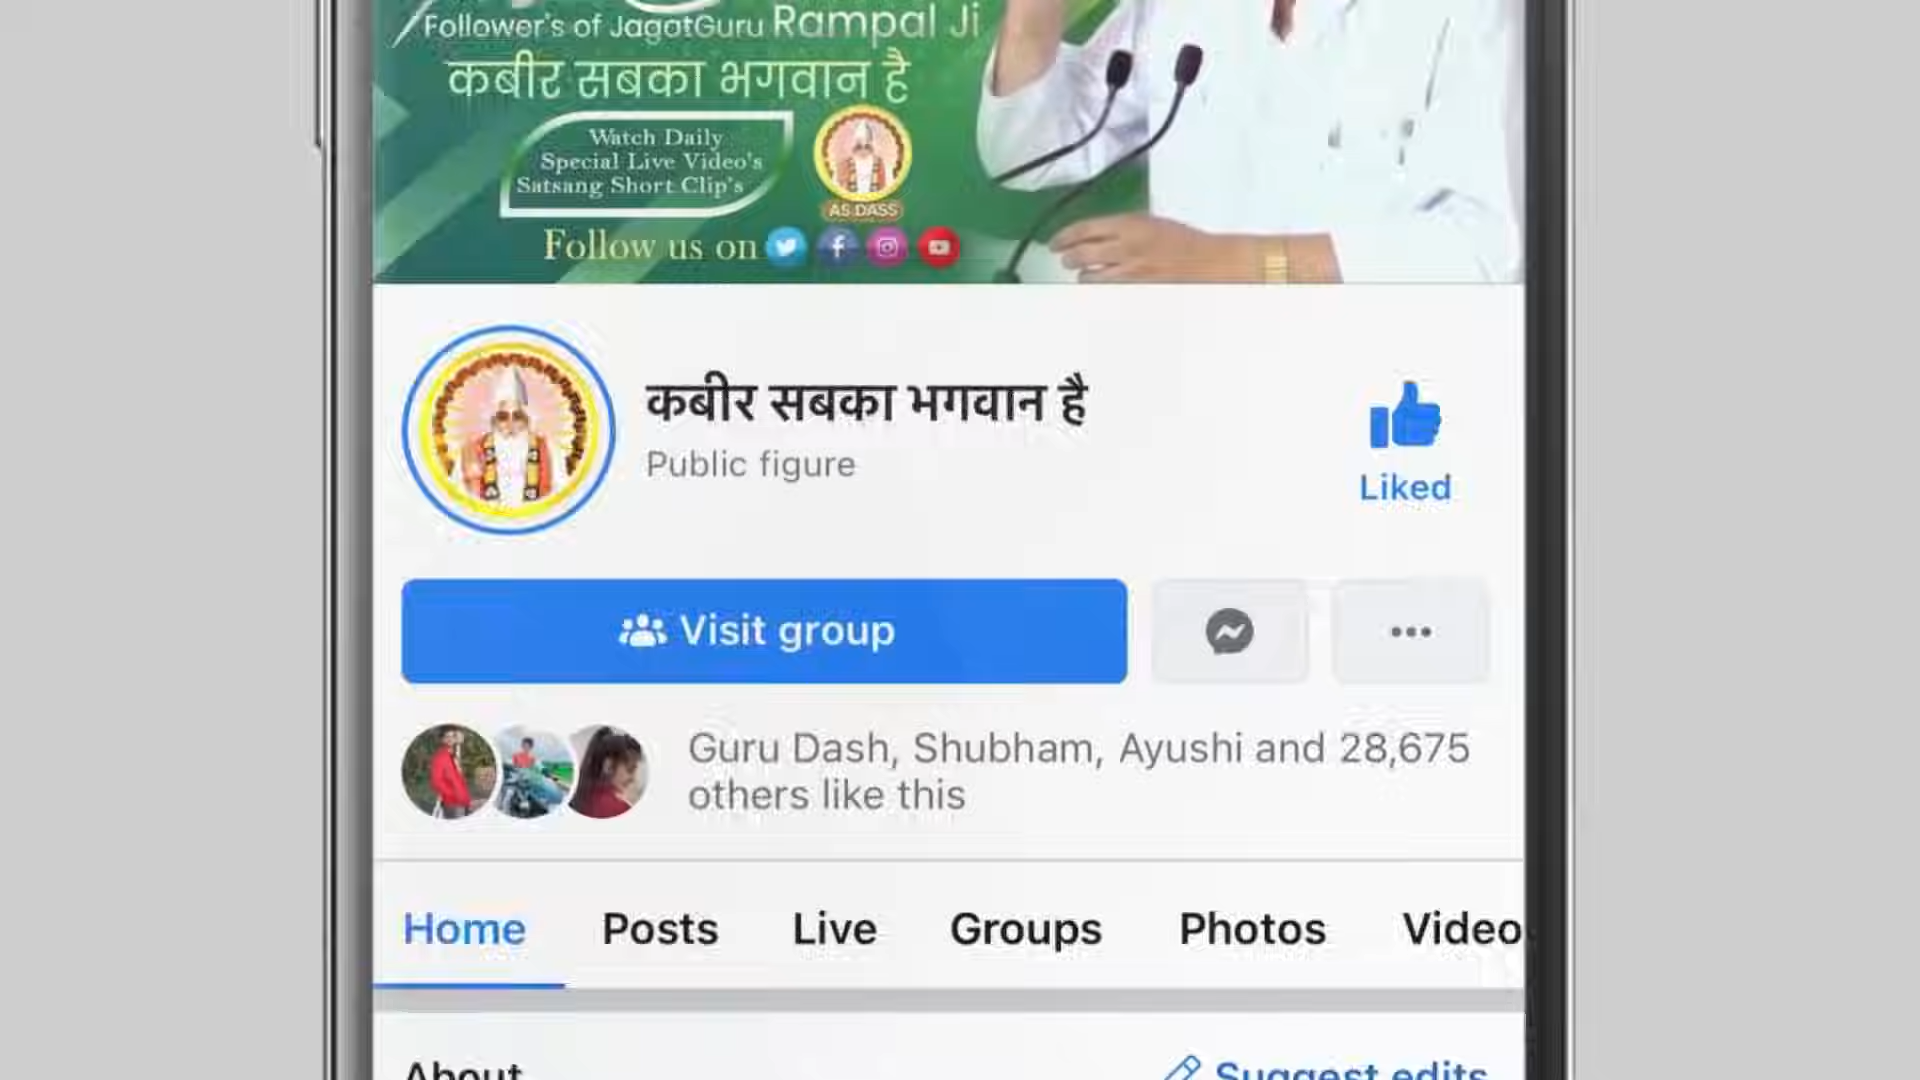 Follower's of JagatGuru Rampal Ji
कबीर सबका भगवान है
Watch Daily
Special Live Video's
Satsang Short Clip's
AS DASS
Follow us on
कबीर सबका भगवान है
Public figure
Liked
Visit group
Guru Dash, Shubham, Ayushi and 28,675
others like this
Home Posts Live Groups Photos Video
About Suggest edits